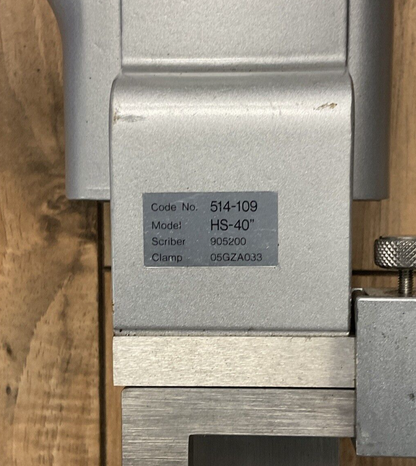 Code No. 514-109
Model HS-40"
Scriber 905200
Clamp 05GZA033